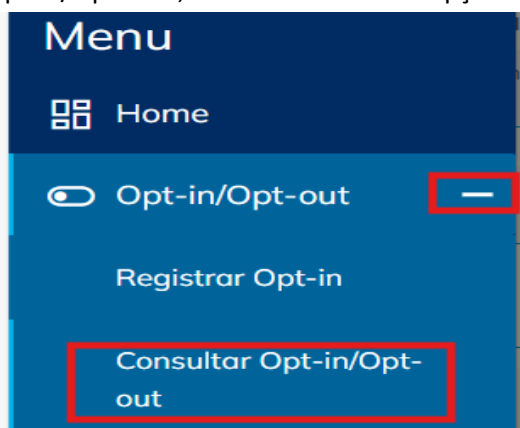 Menu
Home
Opt-in/Opt-out
Registrar Opt-in
Consultar Opt-in/Opt-
out